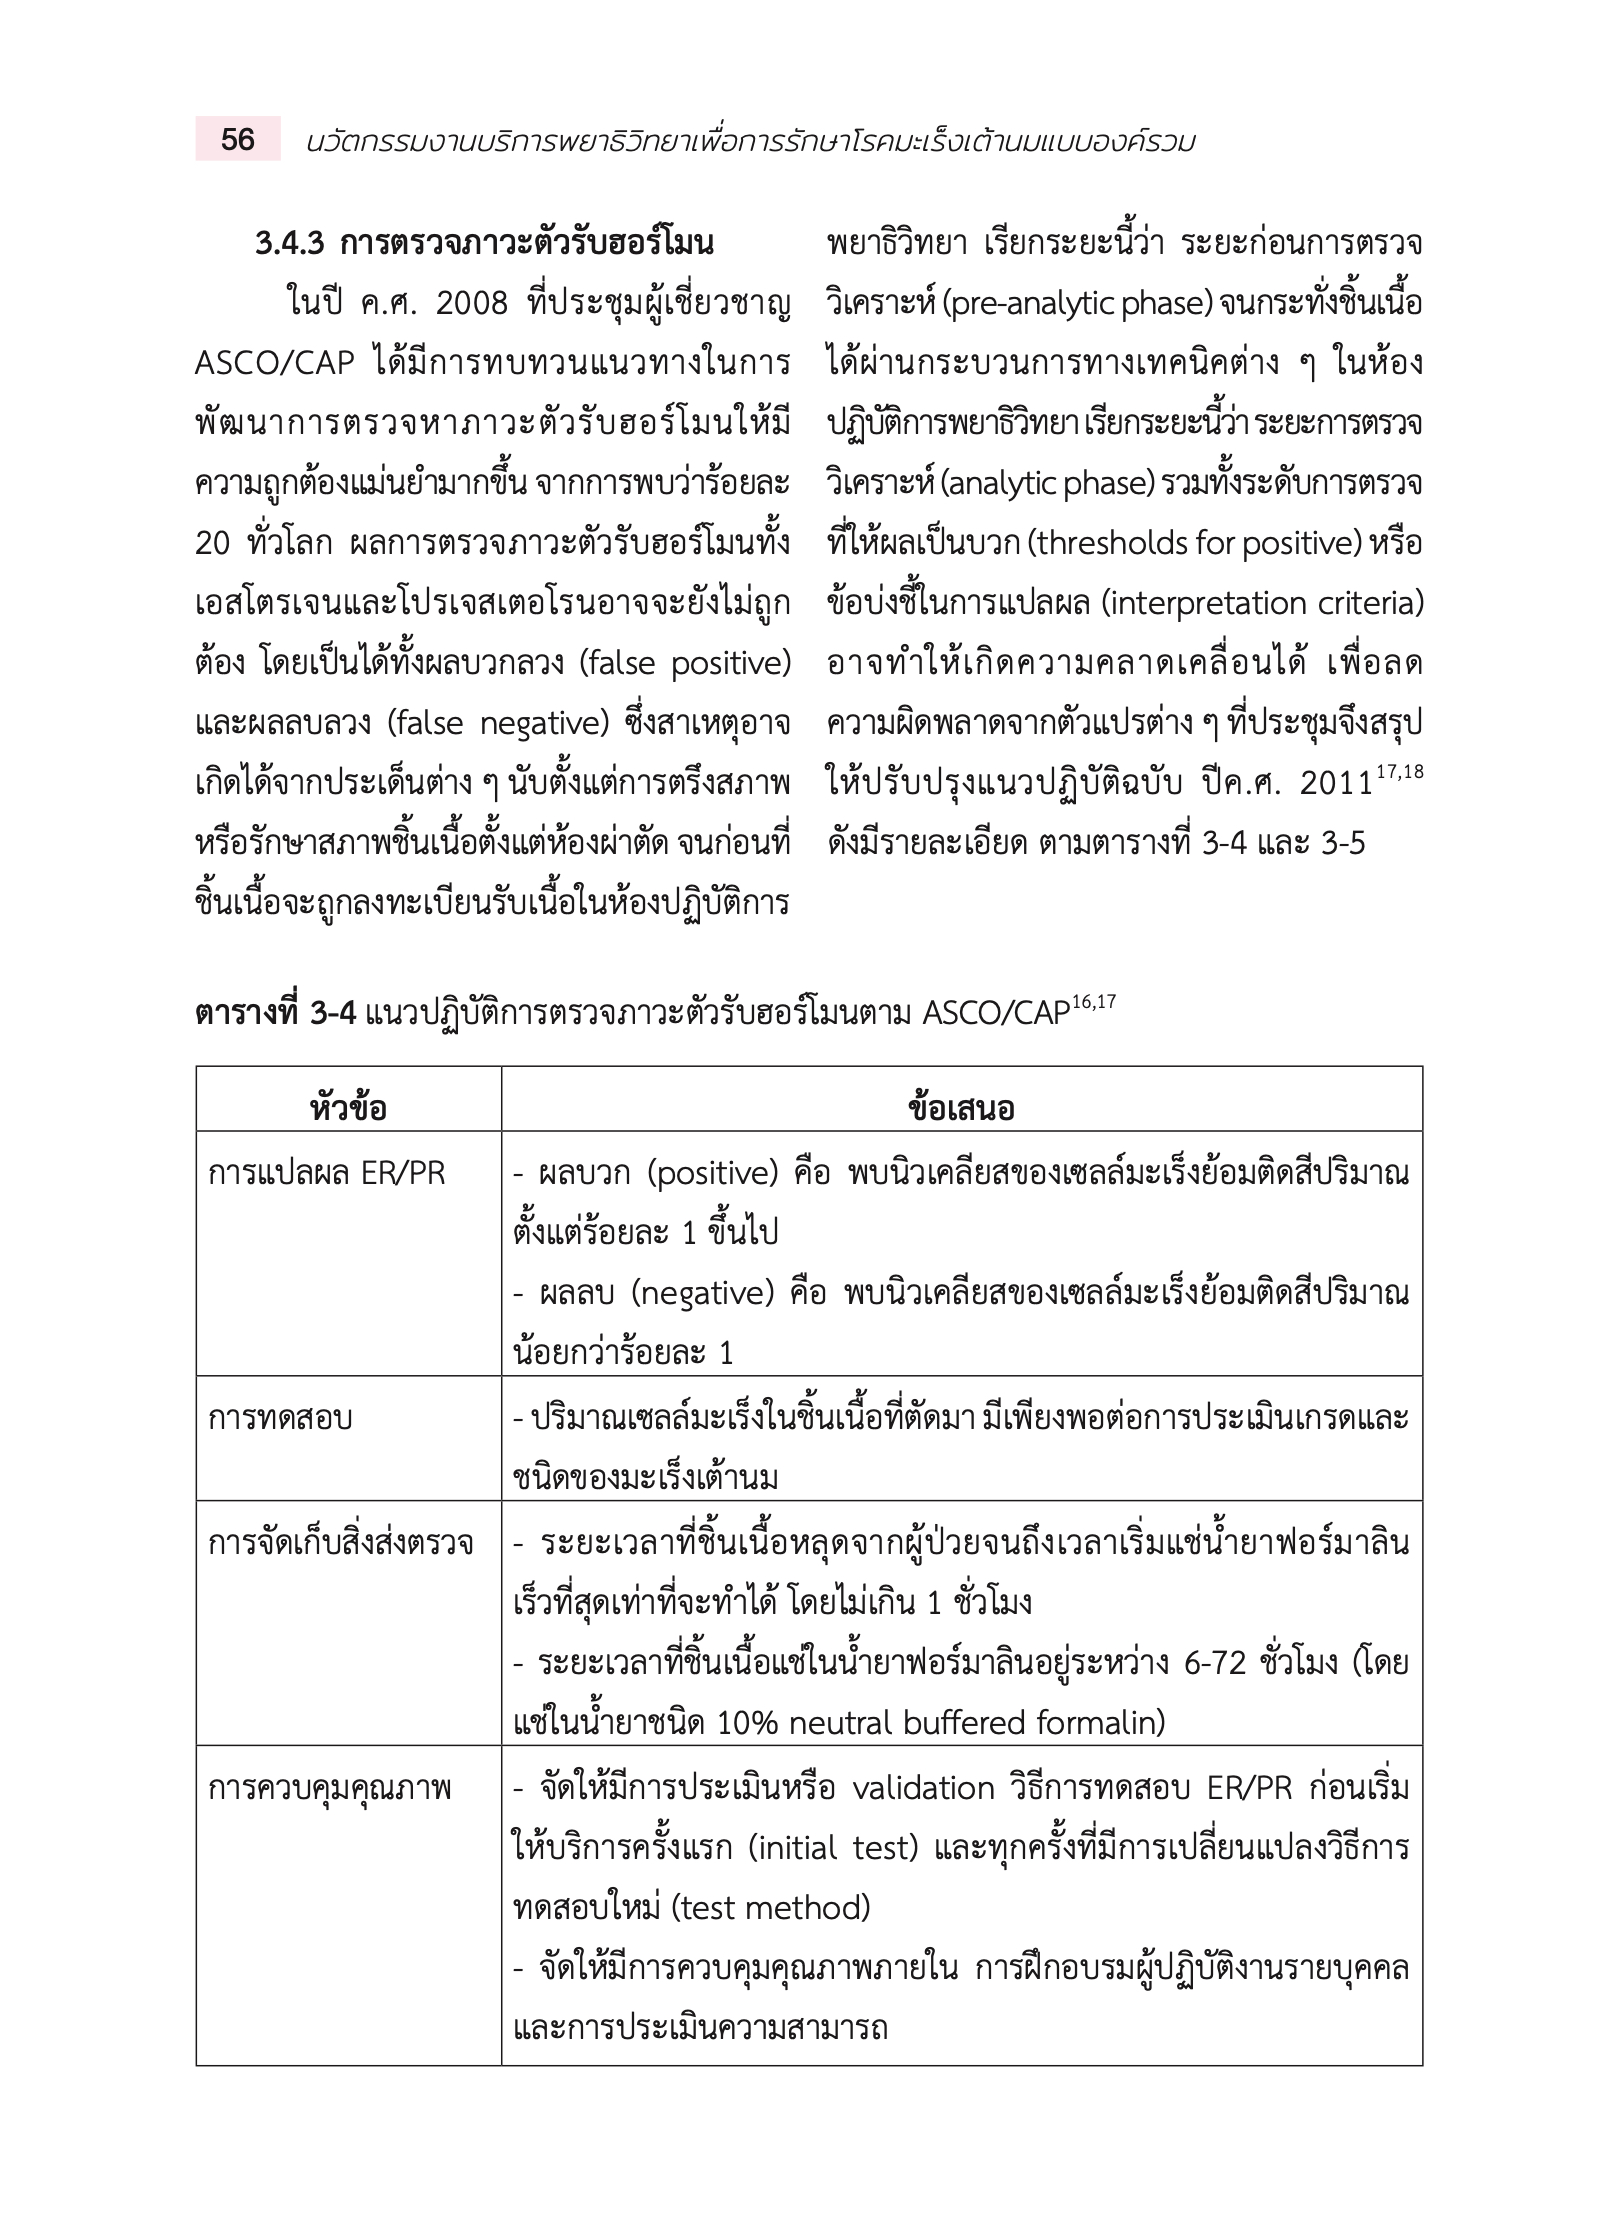 56 นวัตกรรมงานบริการพยาธิวิทยาเพื่อการรักษาโรคมะเร็งเต้านมแบบองค์รวม
3.4.3 การตรวจภาวะตัวรับฮอร์โมน
ในปี ค.ศ. 2008 ที่ประชุมผู้เชี่ยวชาญ
ASCO/CAP ได้มีการทบทวนแนวทางในการ
พัฒนาการตรวจหาภาวะตัวรับฮอร์โมนให้มี
ความถูกต้องแม่นยำมากขึ้น จากการพบว่าร้อยละ
20 ทั่วโลก ผลการตรวจภาวะตัวรับฮอร์โมนทั้ง
เอสโตรเจนและโปรเจสเตอโรนอาจจะยังไม่ถูก
ต้อง โดยเป็นได้ทั้งผลบวกลวง (false positive)
และผลลบลวง (false negative) ซึ่งสาเหตุอาจ
เกิดได้จากประเด็นต่าง ๆ นับตั้งแต่การตรึงสภาพ
หรือรักษาสภาพชิ้นเนื้อตั้งแต่ห้องผ่าตัด จนก่อนที่
ชิ้นเนื้อจะถูกลงทะเบียนรับเนื้อในห้องปฏิบัติการ
พยาธิวิทยา เรียกระยะนี้ว่า ระยะก่อนการตรวจ
วิเคราะห์ (pre-analytic phase) จนกระทั่งชิ้นเนื้อ
ได้ผ่านกระบวนการทางเทคนิคต่าง ๆ ในห้อง
ปฏิบัติการพยาธิวิทยา เรียกระยะนี้ว่า ระยะการตรวจ
วิเคราะห์ (analytic phase) รวมทั้งระดับการตรวจ
ที่ให้ผลเป็นบวก (thresholds for positive) หรือ
ข้อบ่งชี้ในการแปลผล (interpretation criteria)
อาจทำให้เกิดความคลาดเคลื่อนได้ เพื่อลด
ความผิดพลาดจากตัวแปรต่าง ๆ ที่ประชุมจึงสรุป
ให้ปรับปรุงแนวปฏิบัติฉบับ ปีค.ศ. 2011 17,18
ดังมีรายละเอียด ตามตารางที่ 3-4 และ 3-5
ตารางที่ 3-4 แนวปฏิบัติการตรวจภาวะตัวรับฮอร์โมนตาม ASCO/CAP 16,17
หัวข้อ ข้อเสนอ
การแปลผล ER/PR - ผลบวก (positive) คือ พบนิวเคลียสของเซลล์มะเร็งย้อมติดสีปริมาณ
ตั้งแต่ร้อยละ 1 ขึ้นไป
- ผลลบ (negative) คือ พบนิวเคลียสของเซลล์มะเร็งย้อมติดสีปริมาณ
น้อยกว่าร้อยละ 1
การทดสอบ - ปริมาณเซลล์มะเร็งในชิ้นเนื้อที่ตัดมา มีเพียงพอต่อการประเมินเกรดและ
ชนิดของมะเร็งเต้านม
การจัดเก็บสิ่งส่งตรวจ - ระยะเวลาที่ชิ้นเนื้อหลุดจากผู้ป่วยจนถึงเวลาเริ่มแช่น้ำยาฟอร์มาลิน
เร็วที่สุดเท่าที่จะทำได้ โดยไม่เกิน 1 ชั่วโมง
- ระยะเวลาที่ชิ้นเนื้อแช่ในน้ำยาฟอร์มาลินอยู่ระหว่าง 6-72 ชั่วโมง (โดย
แช่ในน้ำยาชนิด 10% neutral buffered formalin)
การควบคุมคุณภาพ - จัดให้มีการประเมินหรือ validation วิธีการทดสอบ ER/PR ก่อนเริ่ม
ให้บริการครั้งแรก (initial test) และทุกครั้งที่มีการเปลี่ยนแปลงวิธีการ
ทดสอบใหม่ (test method)
- จัดให้มีการควบคุมคุณภาพภายใน การฝึกอบรมผู้ปฏิบัติงานรายบุคคล
และการประเมินความสามารถ